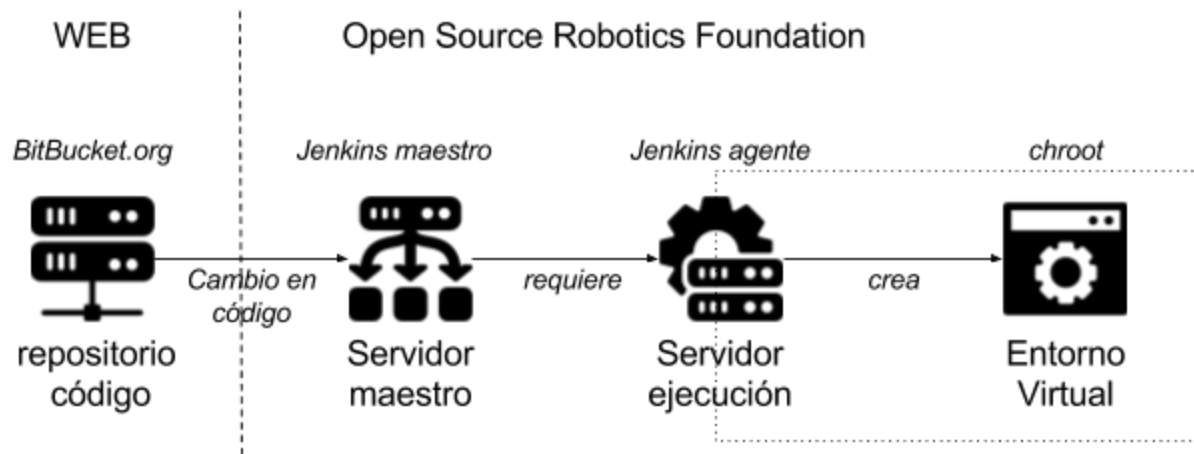 WEB
Open Source Robotics Foundation
BitBucket.org
Jenkins maestro
Jenkins agente
chroot
Cambio en
código
requiere
crea
repositorio
código
Servidor
maestro
Servidor
ejecución
Entorno
Virtual